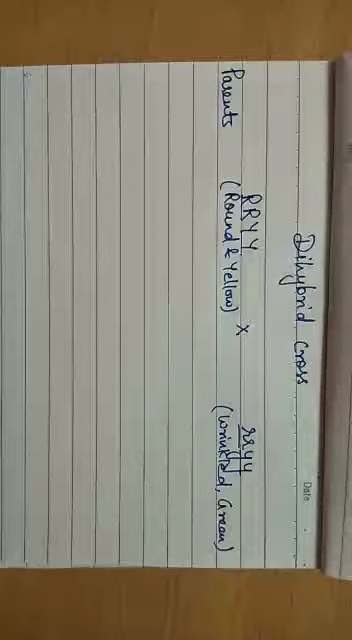 Date
Dihybrid cross
Parents RRYY × rryy
(Round & Yellow) (Wrinkled, Green)